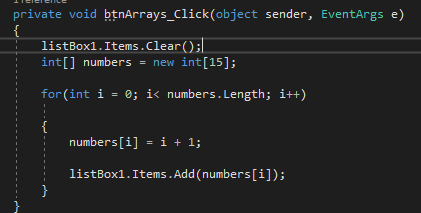 1 reference
private void btnArrays_Click(object sender, EventArgs e)
{
listBox1.Items.Clear();
int[] numbers = new int[15];
for(int i = 0; i< numbers.Length; i++)
{
numbers[i] = i + 1;
listBox1.Items.Add(numbers[i]);
}
}